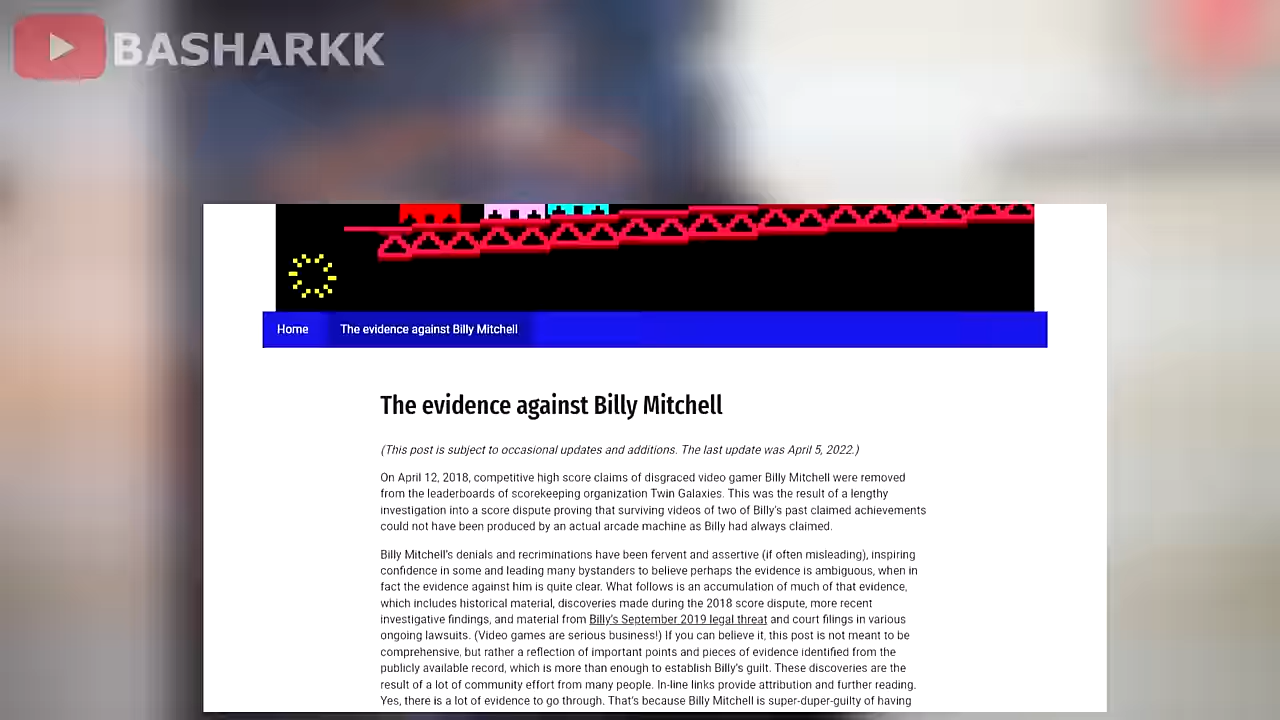 BASHARKK
Home The evidence against Billy Mitchell
The evidence against Billy Mitchell
(This post is subject to occasional updates and additions. The last update was April 5, 2022.)
On April 12, 2018, competitive high score claims of disgraced video gamer Billy Mitchell were removed
from the leaderboards of scorekeeping organization Twin Galaxies. This was the result of a lengthy
investigation into a score dispute proving that surviving videos of two of Billy's past claimed achievements
could not have been produced by an actual arcade machine as Billy had always claimed.
Billy Mitchell's denials and recriminations have been fervent and assertive (if often misleading), inspiring
confidence in some and leading many bystanders to believe perhaps the evidence is ambiguous, when in
fact the evidence against him is quite clear. What follows is an accumulation of much of that evidence,
which includes historical material, discoveries made during the 2018 score dispute, more recent
investigative findings, and material from Billy's September 2019 legal threat and court filings in various
ongoing lawsuits. (Video games are serious business!) If you can believe it, this post is not meant to be
comprehensive, but rather a reflection of important points and pieces of evidence identified from the
publicly available record, which is more than enough to establish Billy's guilt. These discoveries are the
result of a lot of community effort from many people. In-line links provide attribution and further reading.
Yes, there is a lot of evidence to go through. That's because Billy Mitchell is super-duper-guilty of having